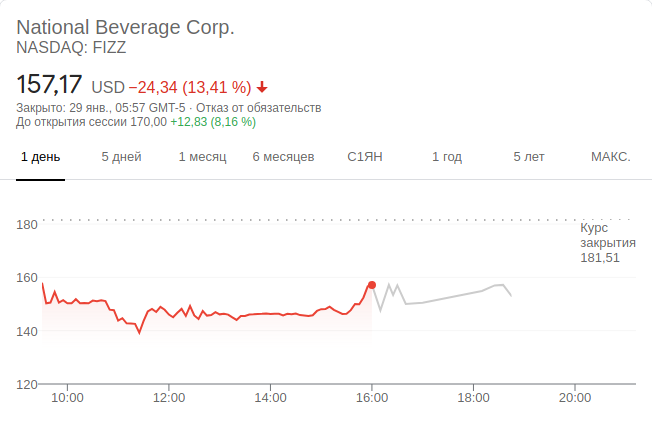 National Beverage Corp.
NASDAQ: FIZZ
157,17 USD −24,34 (13,41 %)
Закрыто: 29 янв., 05:57 GMT-5 · Отказ от обязательств
До открытия сессии 170,00 +12,83 (8,16 %)
1 день 5 дней 1 месяц 6 месяцев С1ЯН 1 год 5 лет МАКС.
180
Курс
закрытия
181,51
160
140
120
10:00 12:00 14:00 16:00 18:00 20:00